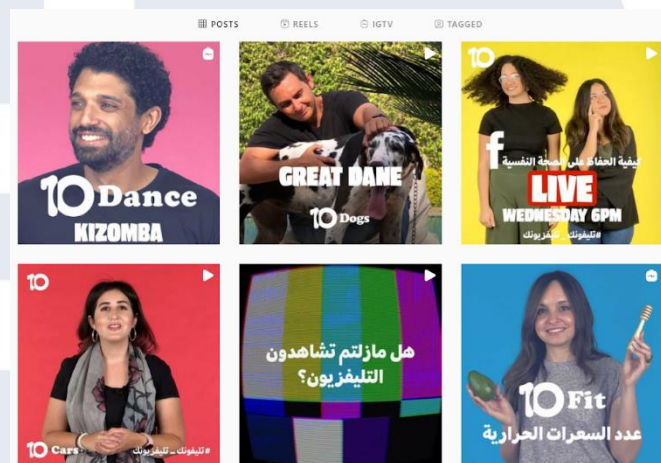 POSTS
REELS
IGTV
TAGGED
10 Dance
KIZOMBA
GREAT DANE
10 Dogs
10
f
كيفية الحفاظ على الصحة النفسية
LIVE
WEDNESDAY 6PM
#تليفونك_تليفزيونك
10
10 Cars
#تليفونك_تليفزيونك
هل مازلتم تشاهدون
التليفزيون؟
10 Fit
عدد السعرات الحرارية